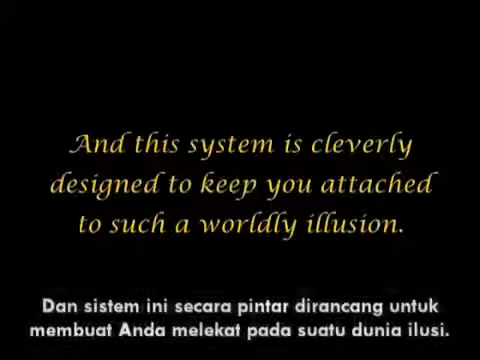 And this system is cleverly
designed to keep you attached
to such a worldly illusion.
Dan sistem ini secara pintar dirancang untuk
membuat Anda melekat pada suatu dunia ilusi.